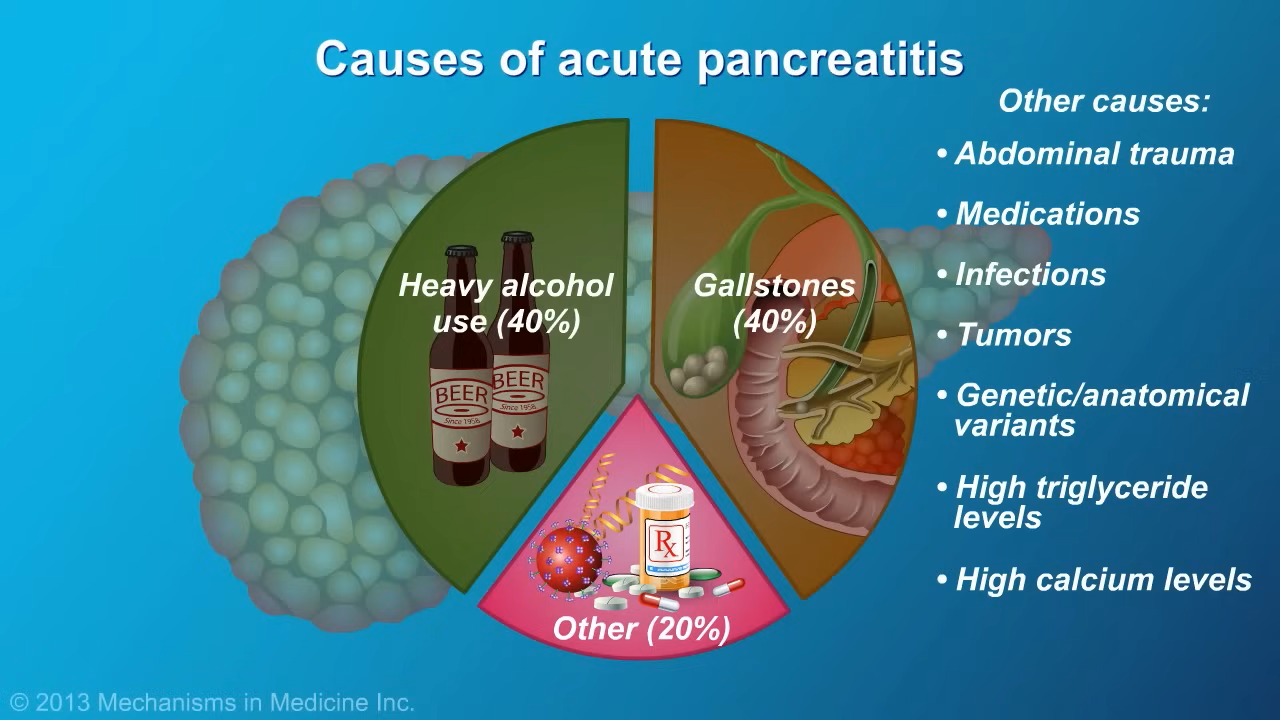 Causes of acute pancreatitis
Heavy alcohol
use (40%)
BEER
Since 1958
BEER
Since 1958
Gallstones
(40%)
Rx
Other (20%)
Other causes:
• Abdominal trauma
• Medications
• Infections
• Tumors
• Genetic/anatomical
variants
• High triglyceride
levels
• High calcium levels
© 2013 Mechanisms in Medicine Inc.